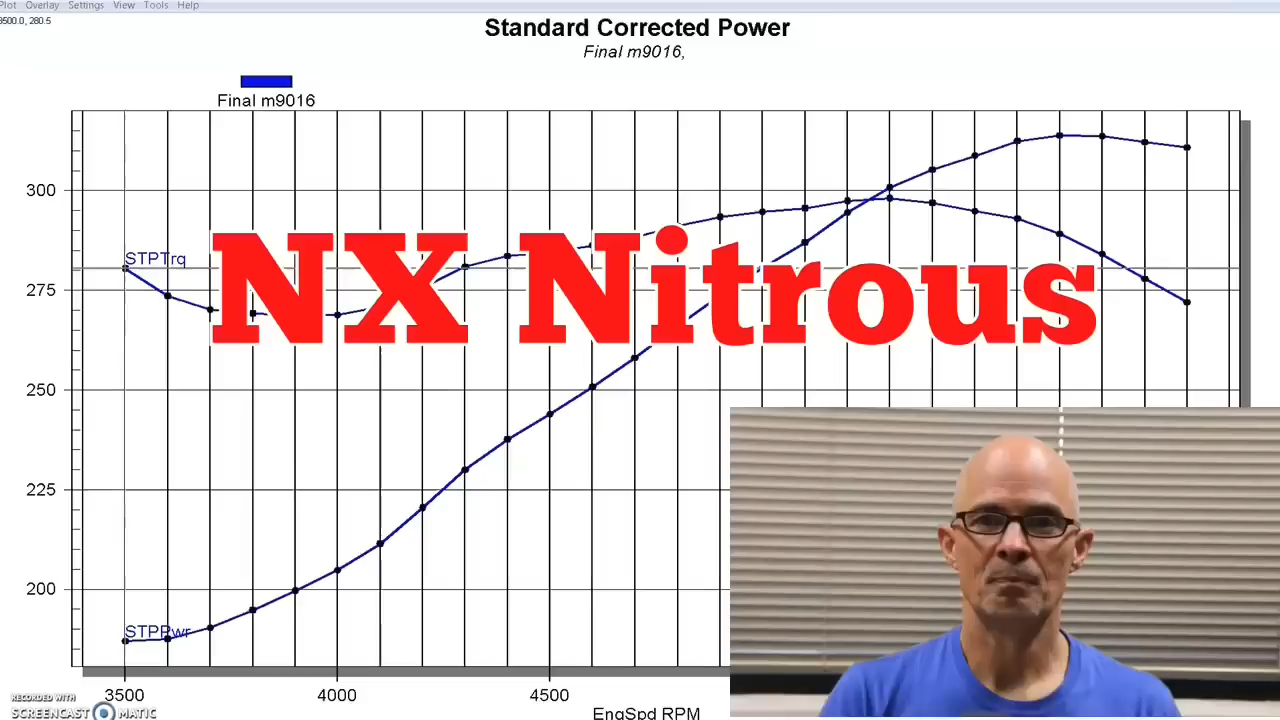 Plot Overlay Settings View Tools Help
3500.0, 280.5
Standard Corrected Power
Final m9016,
Final m9016
300
STPTrq
NX Nitrous
275
250
225
200
STPPwr
3500 4000 4500
EngSpd RPM
RECORDED WITH
SCREENCAST MATIC